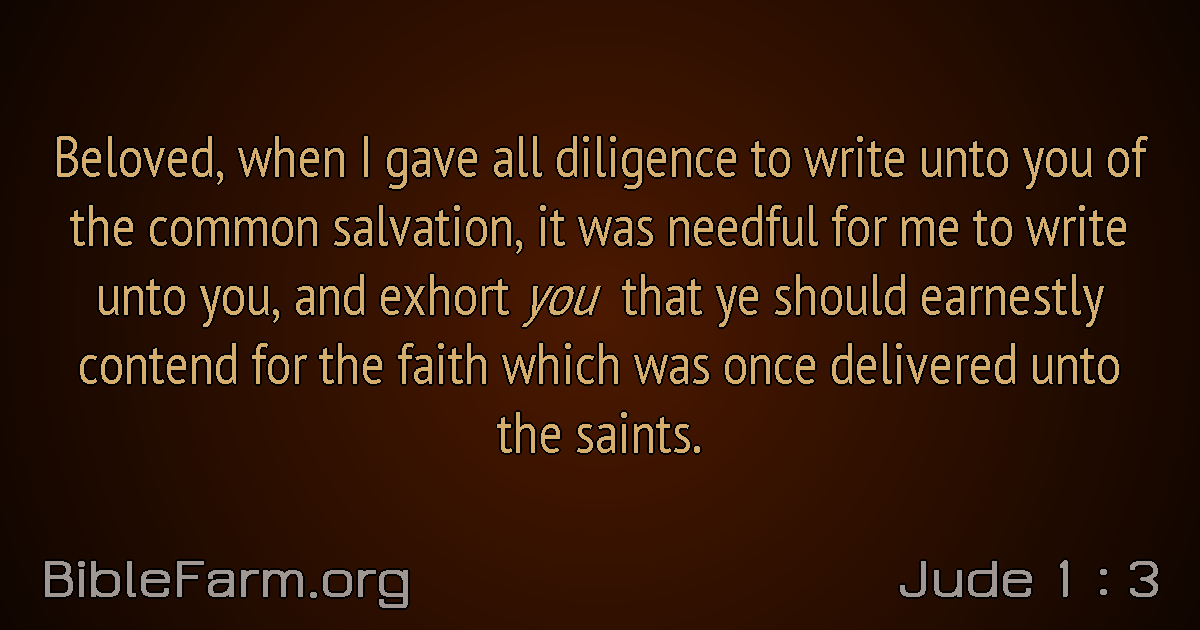 Beloved, when I gave all diligence to write unto you of
the common salvation, it was needful for me to write
unto you, and exhort you that ye should earnestly
contend for the faith which was once delivered unto
the saints.
BibleFarm.org
Jude 1 : 3